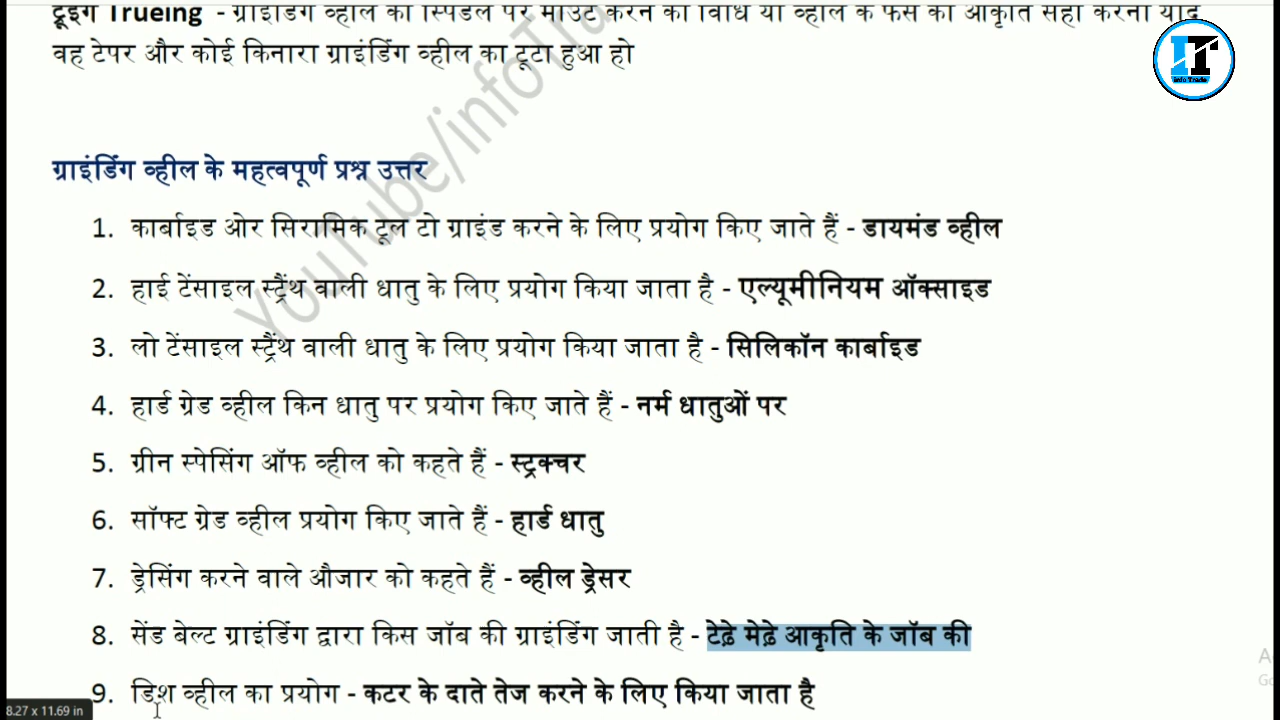 ट्रूइंग Trueing - ग्राइंडिंग व्हील को स्पिंडल पर माउंट करने की विधि या व्हील के फेस की आकृति सही करना यदि
वह टेपर और कोई किनारा ग्राइंडिंग व्हील का टूटा हुआ हो
IT
Info Trade
ग्राइंडिंग व्हील के महत्वपूर्ण प्रश्न उत्तर
1. कार्बाइड ओर सिरामिक टूल टो ग्राइंड करने के लिए प्रयोग किए जाते हैं - डायमंड व्हील
2. हाई टेंसाइल स्ट्रैंथ वाली धातु के लिए प्रयोग किया जाता है - एल्यूमीनियम ऑक्साइड
3. लो टेंसाइल स्ट्रैंथ वाली धातु के लिए प्रयोग किया जाता है - सिलिकॉन कार्बाइड
4. हार्ड ग्रेड व्हील किन धातु पर प्रयोग किए जाते हैं - नर्म धातुओं पर
5. ग्रीन स्पेसिंग ऑफ व्हील को कहते हैं - स्ट्रक्चर
6. सॉफ्ट ग्रेड व्हील प्रयोग किए जाते हैं - हार्ड धातु
7. ड्रेसिंग करने वाले औजार को कहते हैं - व्हील ड्रेसर
8. सेंड बेल्ट ग्राइंडिंग द्वारा किस जॉब की ग्राइंडिंग जाती है - टेढ़े मेढ़े आकृति के जॉब की
9. डिश व्हील का प्रयोग - कटर के दाते तेज करने के लिए किया जाता है
YouTube/infoTra
8.27 x 11.69 in